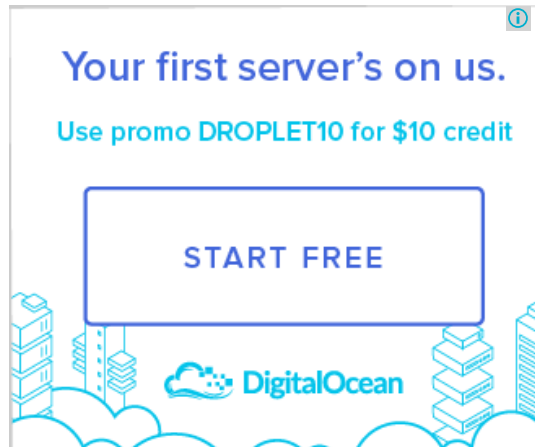 Your first server’s on us.
Use promo DROPLET10 for $10 credit
START FREE
DigitalOcean